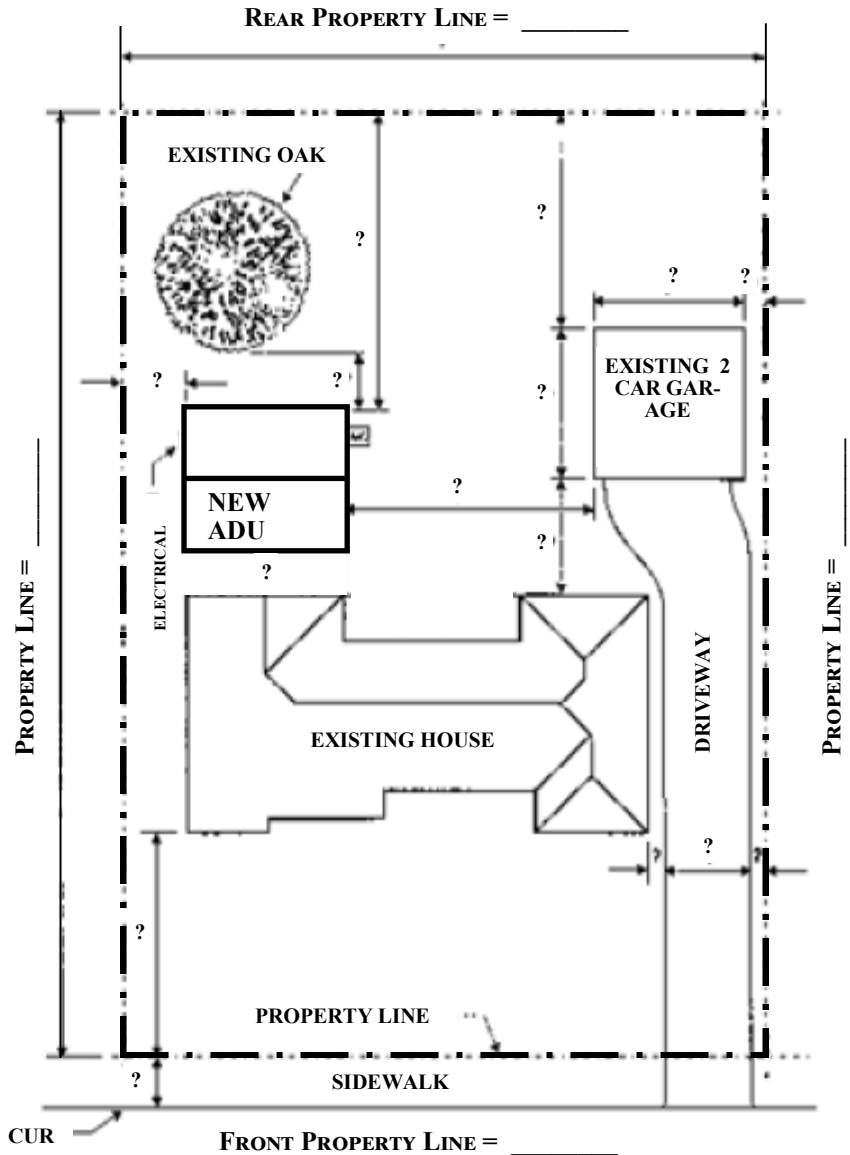 REAR PROPERTY LINE = ________
EXISTING OAK
?
?
?
?
?
?
EXISTING 2
CAR GAR-
AGE
?
?
NEW
ADU
?
?
?
ELECTRICAL
PROPERTY LINE = ________
PROPERTY LINE = ________
DRIVEWAY
EXISTING HOUSE
?
?
?
?
PROPERTY LINE
?
SIDEWALK
CUR
FRONT PROPERTY LINE = ________